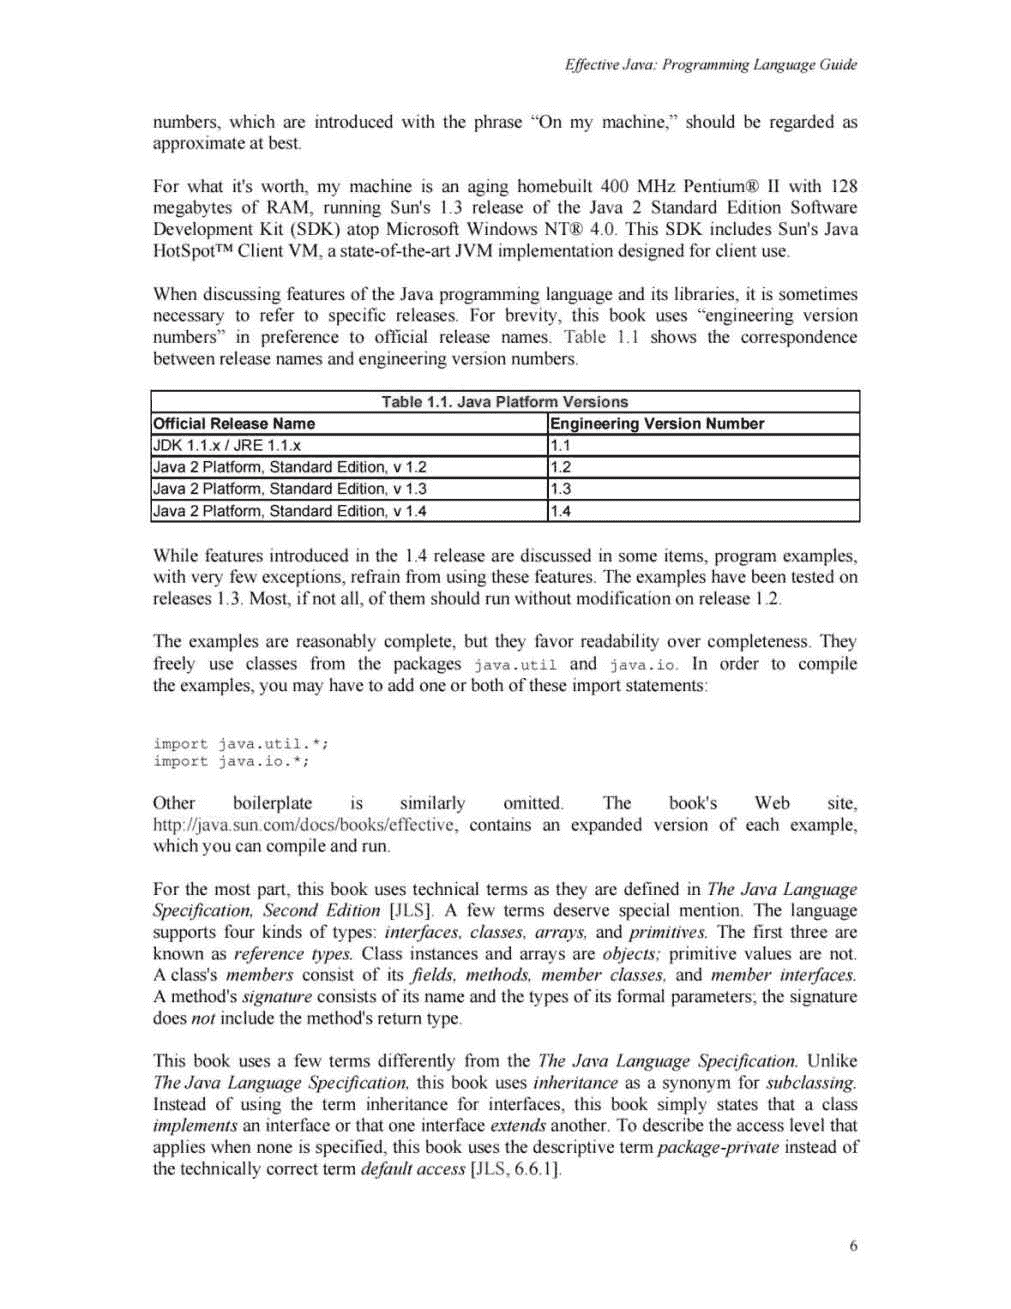 Effective Java: Programming Language Guide
numbers, which are introduced with the phrase “On my machine,” should be regarded as
approximate at best.
For what it's worth, my machine is an aging homebuilt 400 MHz Pentium® II with 128
megabytes of RAM, running Sun's 1.3 release of the Java 2 Standard Edition Software
Development Kit (SDK) atop Microsoft Windows NT® 4.0. This SDK includes Sun's Java
HotSpot™ Client VM, a state-of-the-art JVM implementation designed for client use.
When discussing features of the Java programming language and its libraries, it is sometimes
necessary to refer to specific releases. For brevity, this book uses “engineering version
numbers” in preference to official release names. Table 1.1 shows the correspondence
between release names and engineering version numbers.
Table 1.1. Java Platform Versions
Official Release Name Engineering Version Number
JDK 1.1.x / JRE 1.1.x 1.1
Java 2 Platform, Standard Edition, v 1.2 1.2
Java 2 Platform, Standard Edition, v 1.3 1.3
Java 2 Platform, Standard Edition, v 1.4 1.4
While features introduced in the 1.4 release are discussed in some items, program examples,
with very few exceptions, refrain from using these features. The examples have been tested on
releases 1.3. Most, if not all, of them should run without modification on release 1.2.
The examples are reasonably complete, but they favor readability over completeness. They
freely use classes from the packages java.util and java.io. In order to compile
the examples, you may have to add one or both of these import statements:
import java.util.*;
import java.io.*;
Other boilerplate is similarly omitted. The book's Web site,
http://java.sun.com/docs/books/effective, contains an expanded version of each example,
which you can compile and run.
For the most part, this book uses technical terms as they are defined in The Java Language
Specification, Second Edition [JLS]. A few terms deserve special mention. The language
supports four kinds of types: interfaces, classes, arrays, and primitives. The first three are
known as reference types. Class instances and arrays are objects; primitive values are not.
A class's members consist of its fields, methods, member classes, and member interfaces.
A method's signature consists of its name and the types of its formal parameters; the signature
does not include the method's return type.
This book uses a few terms differently from the The Java Language Specification. Unlike
The Java Language Specification, this book uses inheritance as a synonym for subclassing.
Instead of using the term inheritance for interfaces, this book simply states that a class
implements an interface or that one interface extends another. To describe the access level that
applies when none is specified, this book uses the descriptive term package-private instead of
the technically correct term default access [JLS, 6.6.1].
6